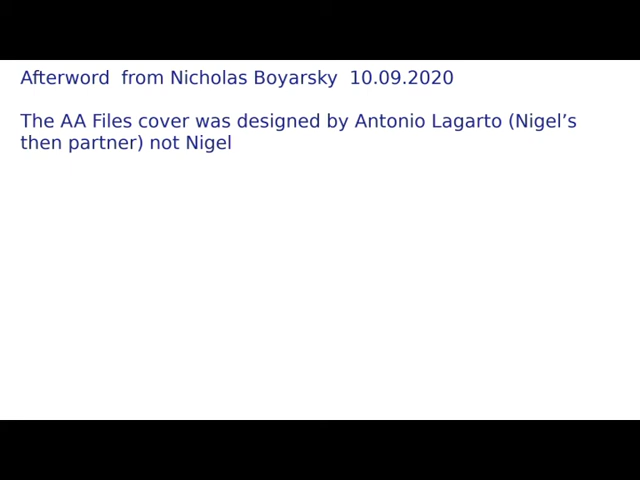 Afterword  from Nicholas Boyarsky  10.09.2020
The AA Files cover was designed by Antonio Lagarto (Nigel’s
then partner) not Nigel